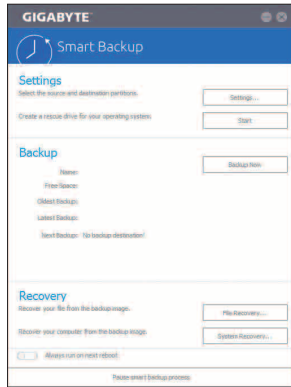 GIGABYTE
Smart Backup
Settings
Select the source and destination partitions.
Settings...
Create a rescue drive for your operating system.
Start
Backup
Backup Now
Name:
Free Space:
Oldest Backup:
Latest Backup:
Next Backup: 'No backup destination'
Recovery
Recover your file from the backup image.
File Recovery...
Recover your computer from the backup image.
System Recovery...
Always run on next reboot
Pause smart backup process